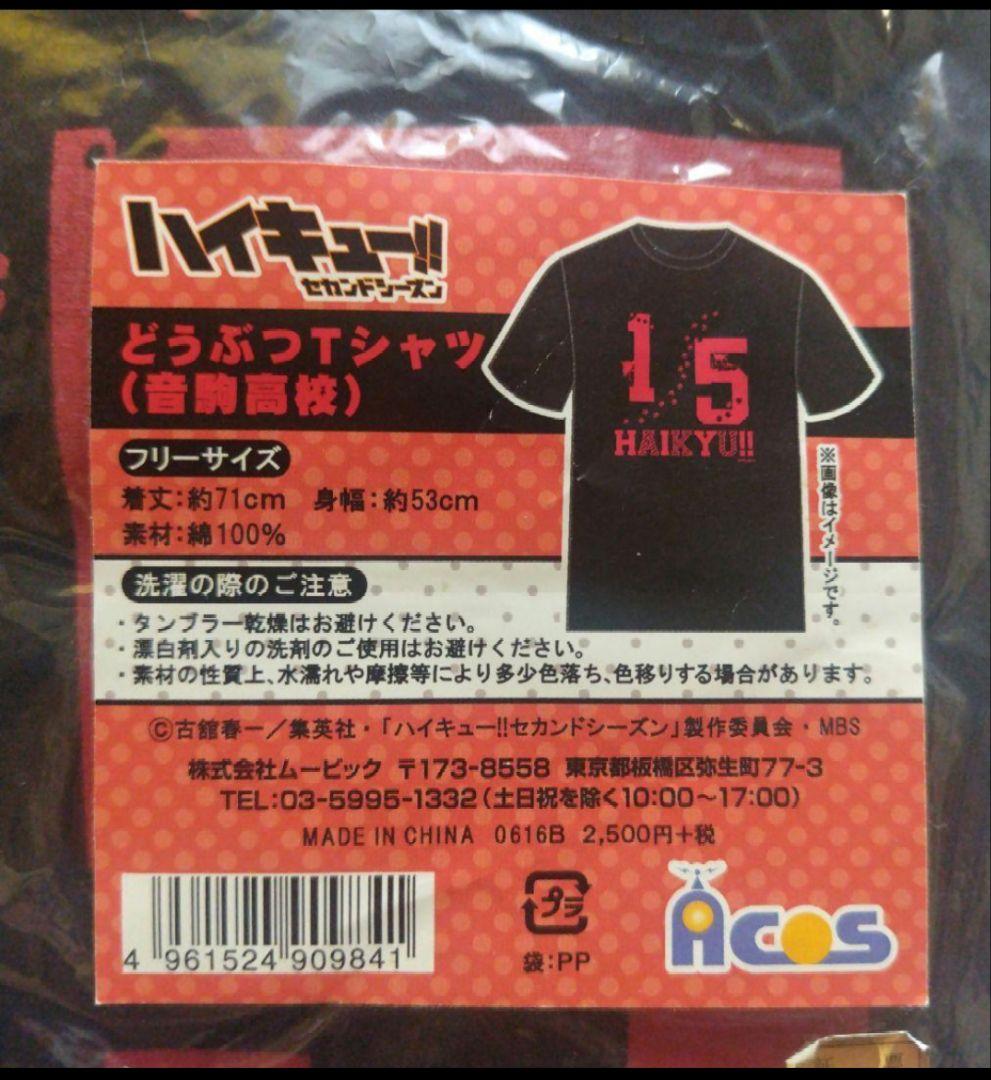 ハイキュー!!
セカンドシーズン
どうぶつTシャツ
(音駒高校)
1 5
HAIKYU!!
フリーサイズ
着丈:約71cm 身幅:約53cm
素材:綿100%
※画像はイメージです。
洗濯の際のご注意
・タンブラー乾燥はお避けください。
・漂白剤入りの洗剤のご使用はお避けください。
・素材の性質上、水濡れや摩擦等により多少色落ち、色移りする場合があります。
©古舘春一/集英社・「ハイキュー!!セカンドシーズン」製作委員会・MBS
株式会社ムービック 〒173-8558 東京都板橋区弥生町77-3
TEL:03-5995-1332(土日祝を除く10:00~17:00)
MADE IN CHINA 0616B 2,500円+税
4 961524 909841
プラ
袋:PP
ACOS